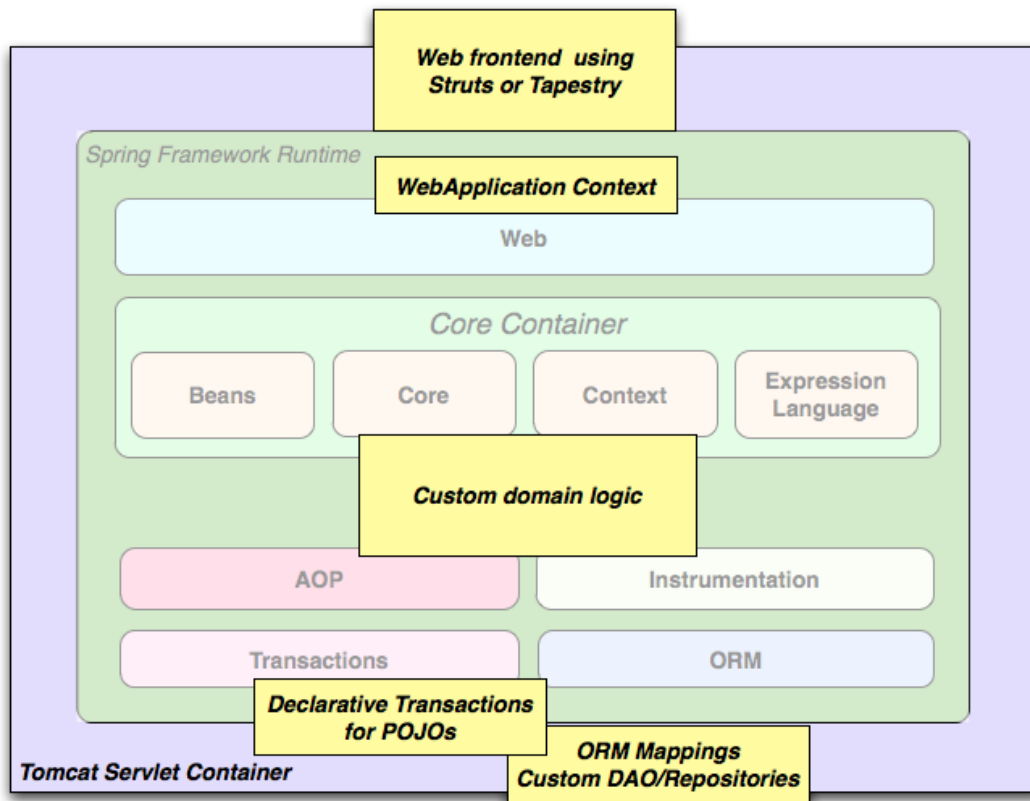 Web frontend using
Struts or Tapestry
Spring Framework Runtime
WebApplication Context
Web
Core Container
Beans
Core
Context
Expression
Language
Custom domain logic
AOP
Instrumentation
Transactions
ORM
Declarative Transactions
for POJOs
ORM Mappings
Custom DAO/Repositories
Tomcat Servlet Container